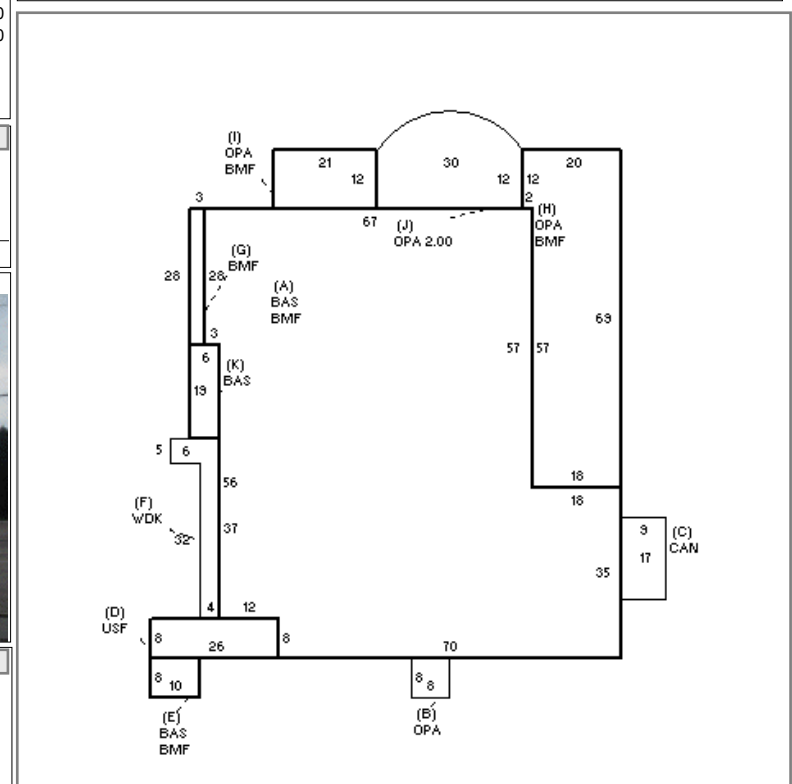 0
0
(I)
OPA
BMF
21
12
30
12
12
20
2
3
67
(J)
OPA 2.00
(H)
OPA
BMF
(G)
BMF
28
28
(A)
BAS
BMF
69
3
6
57
57
(K)
BAS
19
5
6
18
56
18
(F)
WDK
32
37
9
(C)
CAN
17
35
4
12
(D)
USF
8
26
8
70
8
10
8
8
(E)
BAS
BMF
(B)
OPA